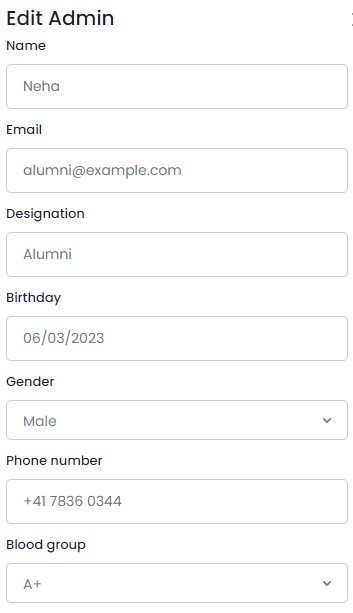 Edit Admin
Name
Neha
Email
alumni@example.com
Designation
Alumni
Birthday
06/03/2023
Gender
Male
Phone number
+41 7836 0344
Blood group
A+